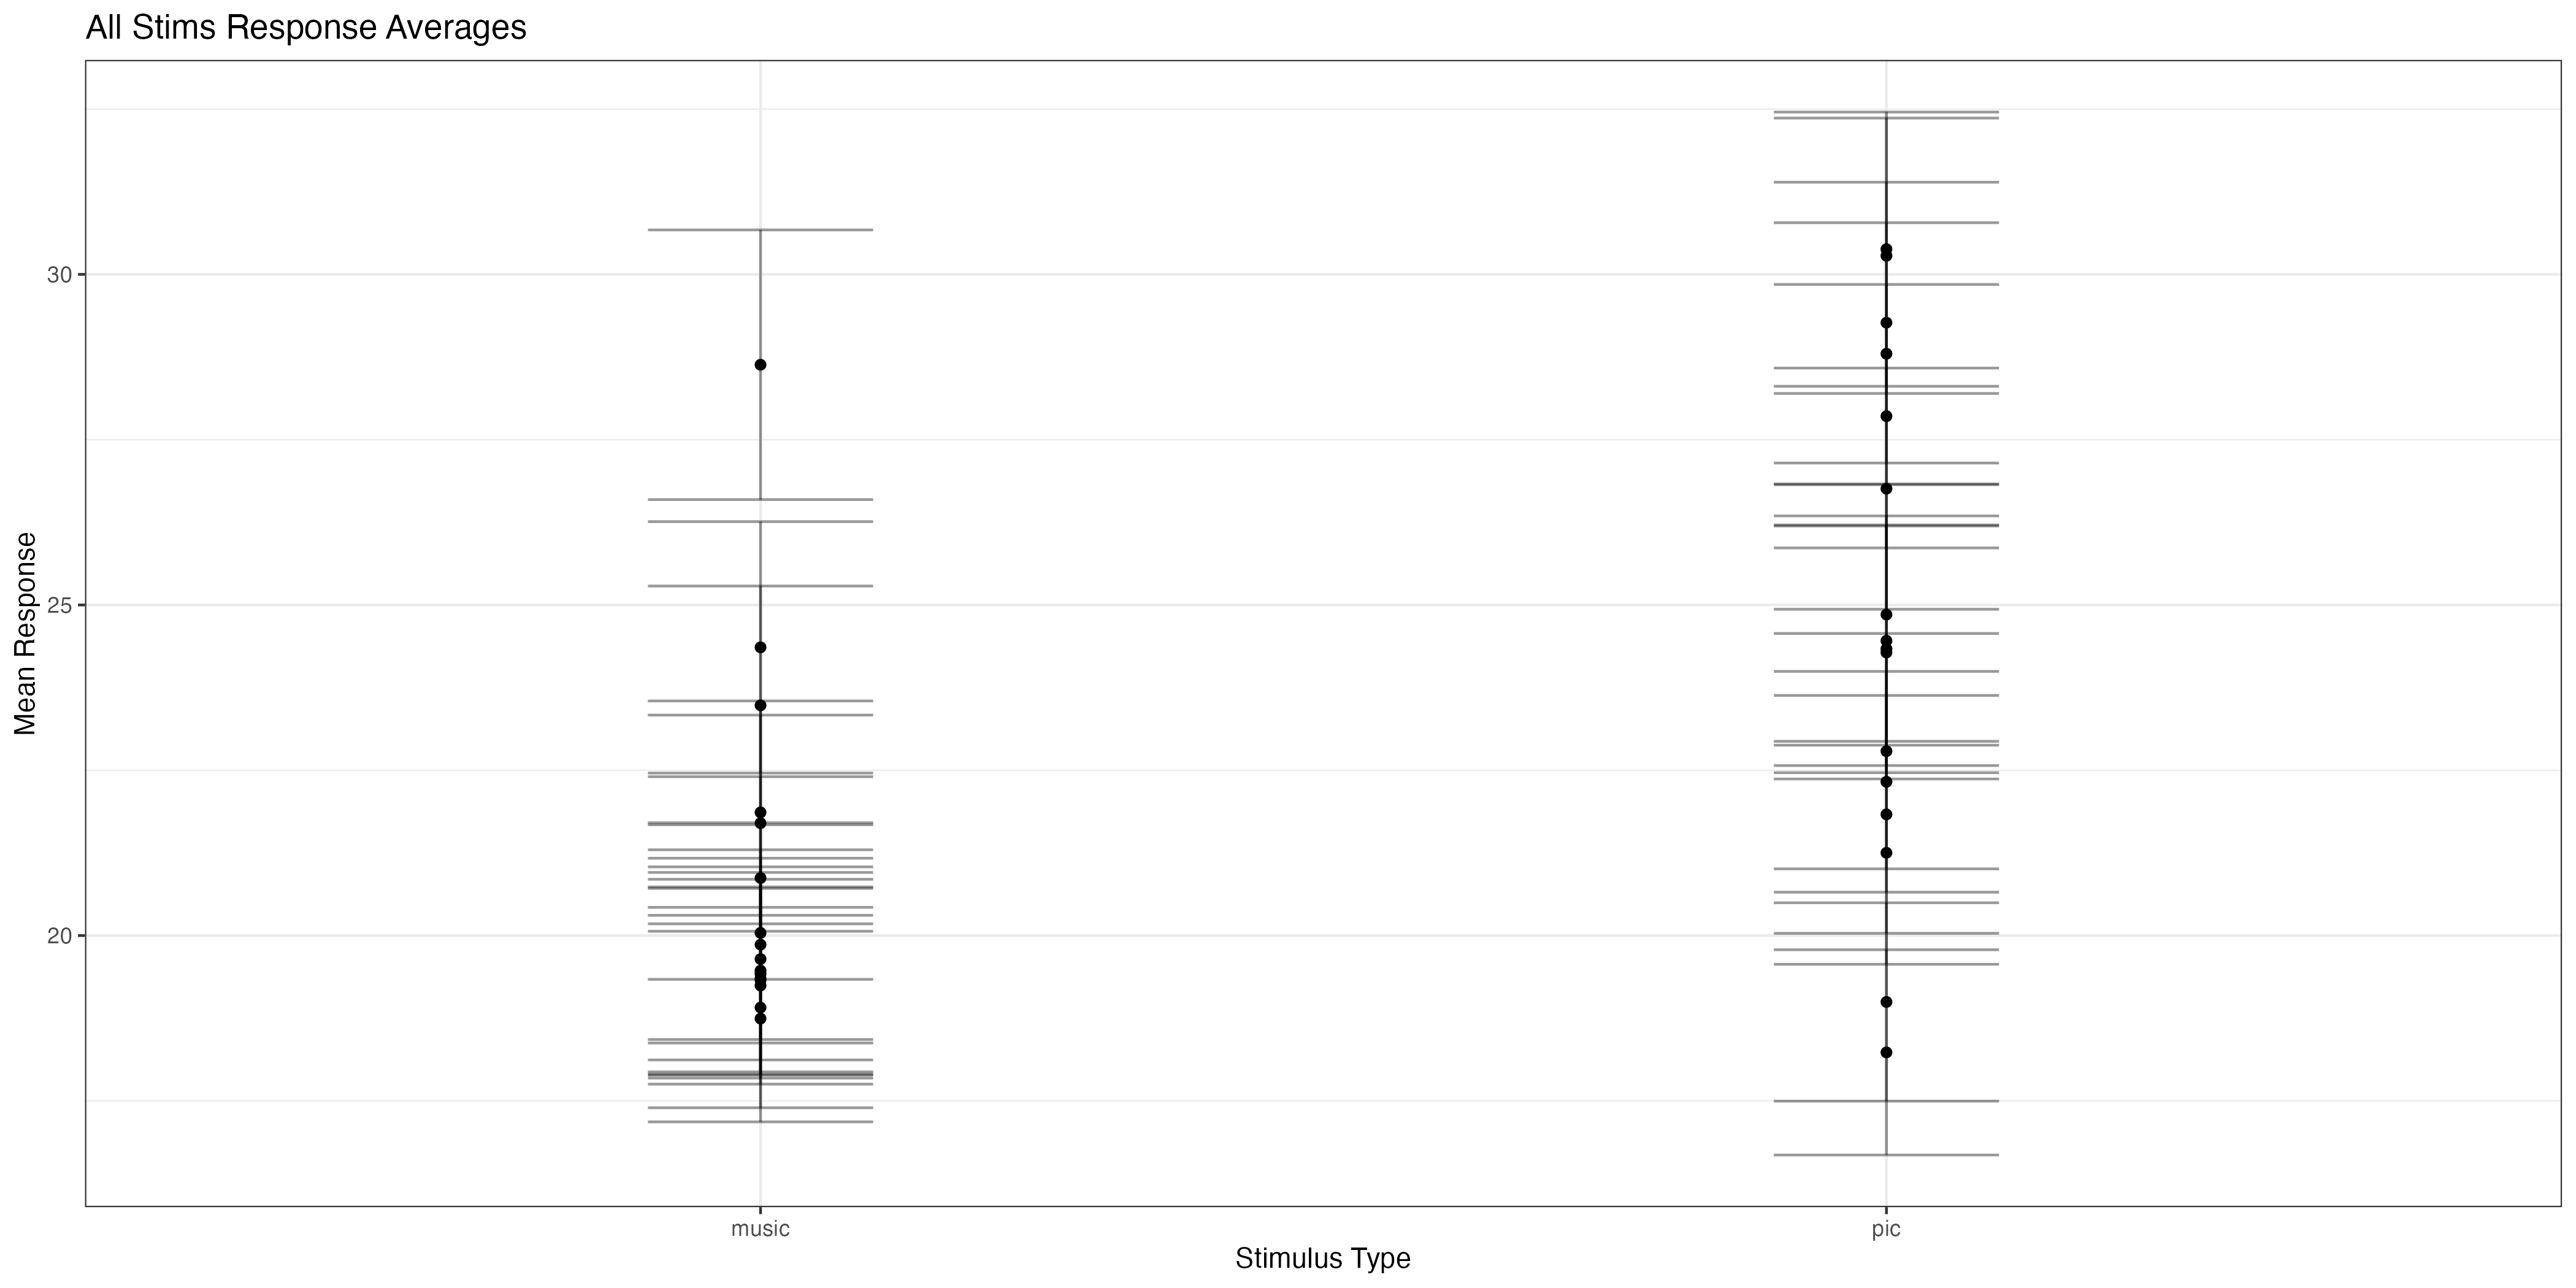 All Stims Response Averages
Mean Response
30
25
20
music
pic
Stimulus Type